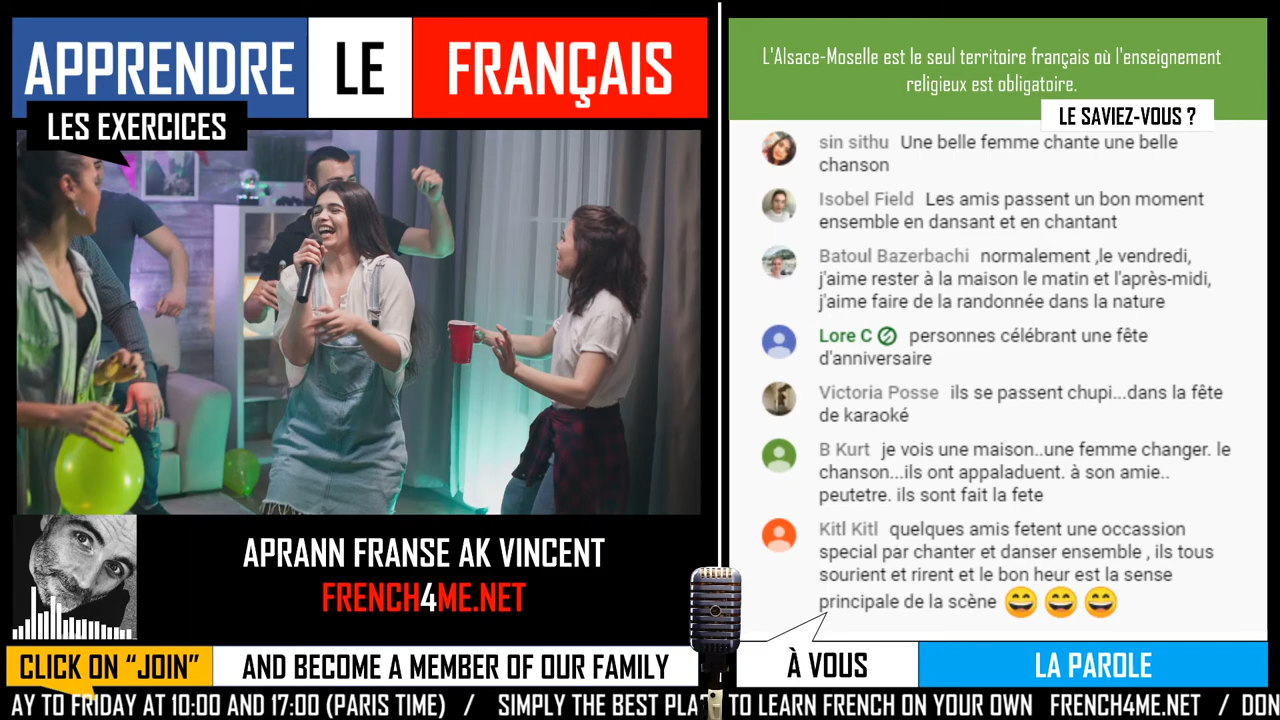 APPRENDRE LE FRANÇAIS
LES EXERCICES
APRANN FRANSE AK VINCENT
FRENCH4ME.NET
CLICK ON “JOIN” AND BECOME A MEMBER OF OUR FAMILY
L'Alsace-Moselle est le seul territoire français où l'enseignement
religieux est obligatoire.
LE SAVIEZ-VOUS ?
sin sithu Une belle femme chante une belle
chanson
Isobel Field Les amis passent un bon moment
ensemble en dansant et en chantant
Batoul Bazerbachi normalement ,le vendredi,
j'aime rester à la maison le matin et l'après-midi,
j'aime faire de la randonnée dans la nature
Lore C personnes célébrant une fête
d'anniversaire
Victoria Posse ils se passent chupi...dans la fête
de karaoké
B Kurt je vois une maison..une femme changer. le
chanson...ils ont appaladuent. à son amie..
peutetre. ils sont fait la fete
Kitl Kitl quelques amis fetent une occassion
special par chanter et danser ensemble , ils tous
sourient et rirent et le bon heur est la sense
principale de la scène 😄 😄 😄
À VOUS LA PAROLE
AY TO FRIDAY AT 10:00 AND 17:00 (PARIS TIME) / SIMPLY THE BEST PLA TO LEARN FRENCH ON YOUR OWN FRENCH4ME.NET / DON